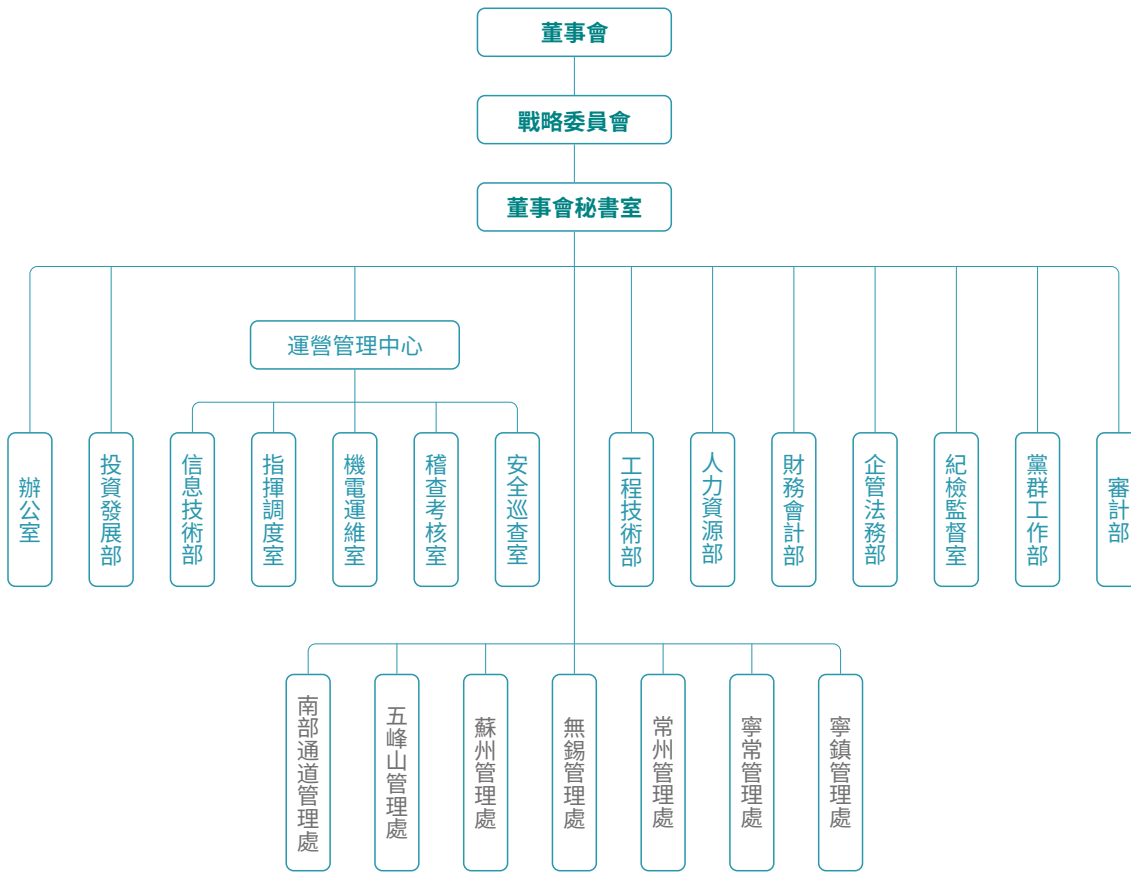 董事會
戰略委員會
董事會秘書室
運營管理中心
辦公室
投資發展部
信息技術部
指揮調度室
機電運維室
稽查考核室
安全巡查室
工程技術部
人力資源部
財務會計部
企管法務部
紀檢監督室
黨群工作部
審計部
南部通道管理處
五峰山管理處
蘇州管理處
無錫管理處
常州管理處
寧常管理處
寧鎮管理處